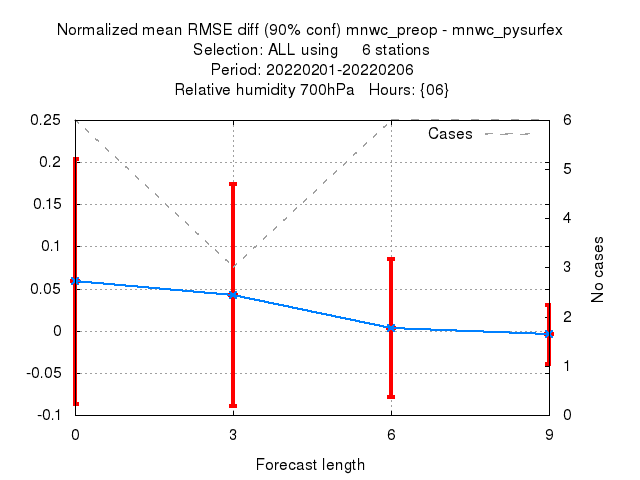 Normalized mean RMSE diff (90% conf) mnwc_preop - mnwc_pysurfex
Selection: ALL using 6 stations
Period: 20220201-20220206
Relative humidity 700hPa Hours: {06}
Cases
0.25
0.2
0.15
0.1
0.05
0
-0.05
-0.1
6
5
4
3
2
1
0
No cases
0 3 6 9
Forecast length